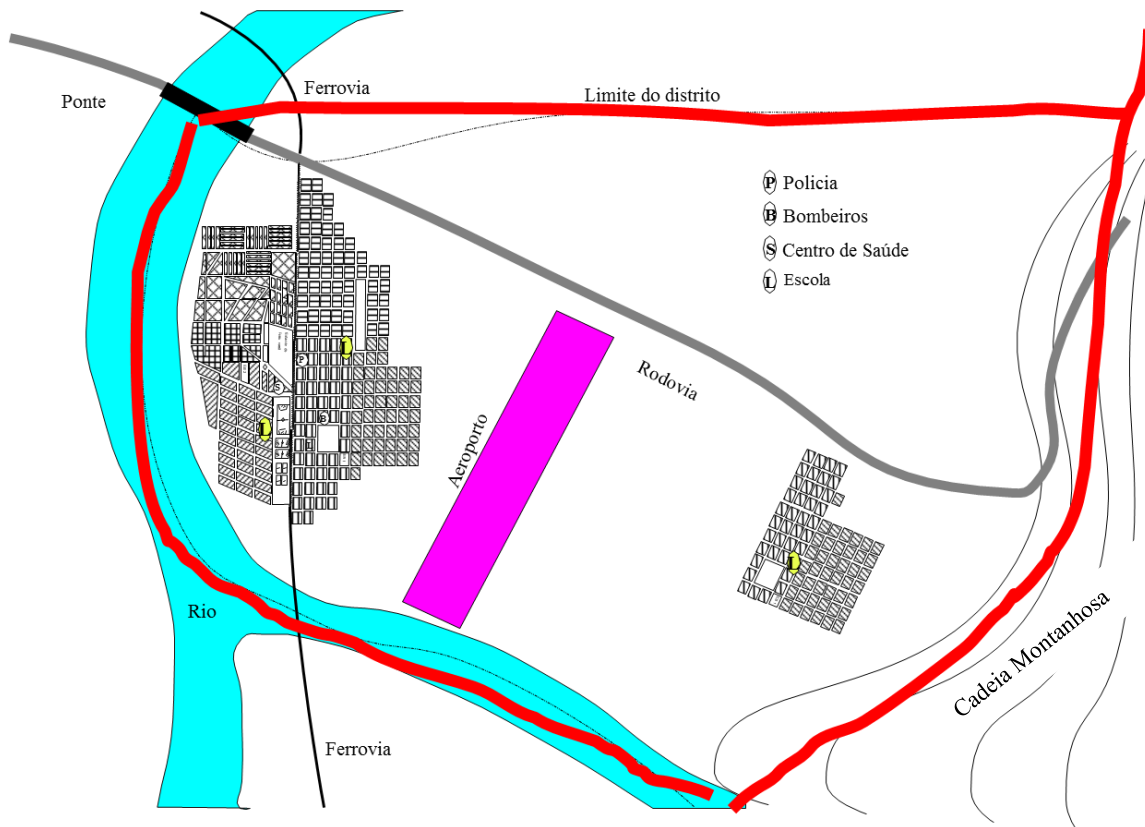 Ponte
Ferrovia
Limite do distrito
P Policia
B Bombeiros
S Centro de Saúde
L Escola
L
P
Rodovia
S
B
L
Aeroporto
L
Rio
Cadeia Montanhosa
Ferrovia